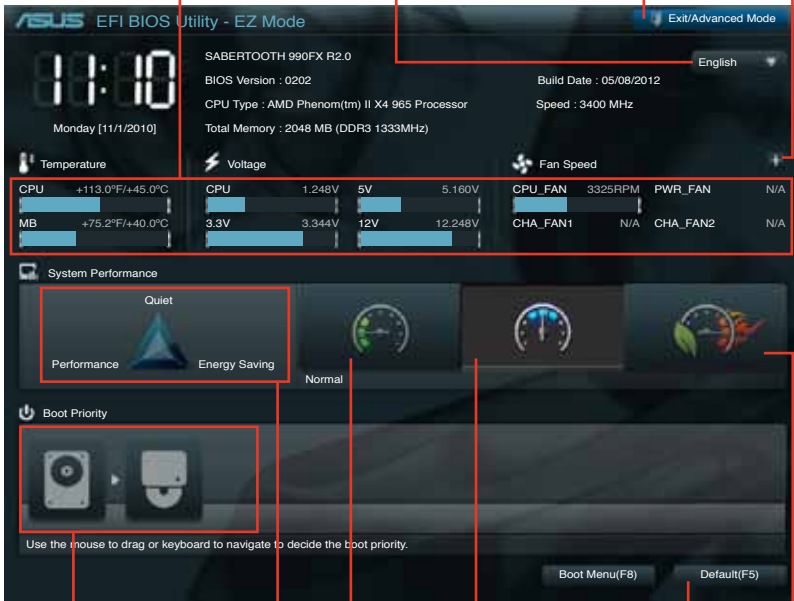 ASUS EFI BIOS Utility - EZ Mode
Exit/Advanced Mode
11:10
Monday [11/1/2010]
SABERTOOTH 990FX R2.0
English
BIOS Version : 0202
Build Date : 05/08/2012
CPU Type : AMD Phenom(tm) II X4 965 Processor
Speed : 3400 MHz
Total Memory : 2048 MB (DDR3 1333MHz)
Temperature
Voltage
Fan Speed
CPU +113.0ºF/+45.0ºC
CPU 1.248V
5V 5.160V
CPU_FAN 3325RPM
PWR_FAN N/A
MB +75.2ºF/+40.0ºC
3.3V 3.344V
12V 12.248V
CHA_FAN1 N/A
CHA_FAN2 N/A
System Performance
Quiet
Performance
Energy Saving
Normal
Boot Priority
Use the mouse to drag or keyboard to navigate to decide the boot priority.
Boot Menu(F8)
Default(F5)